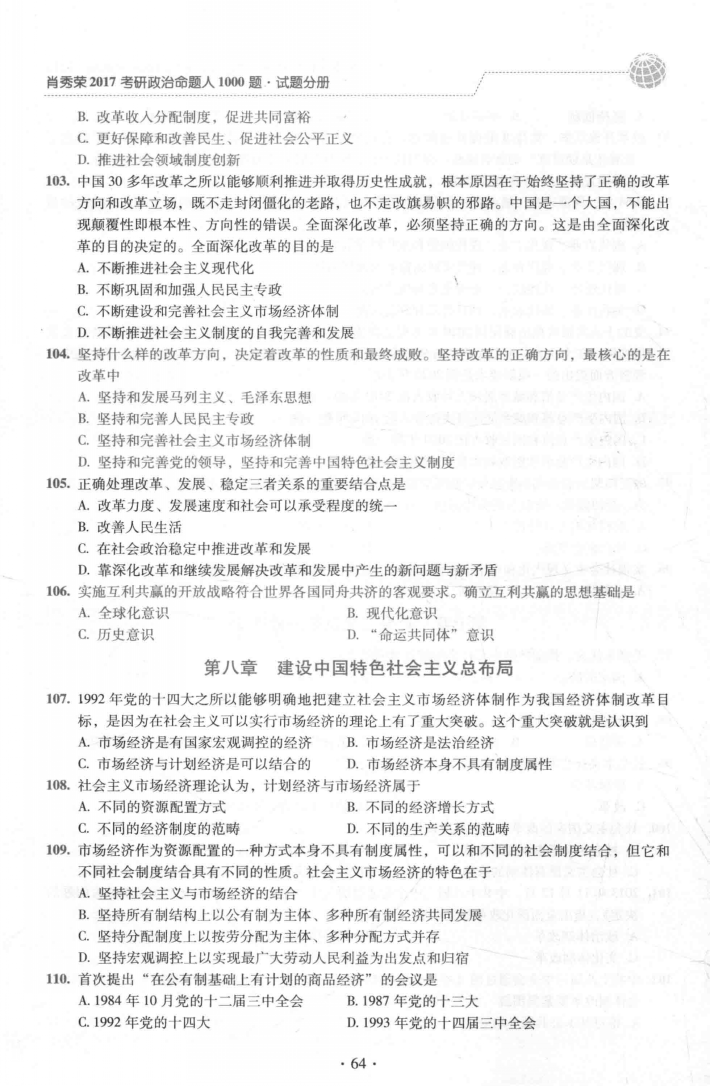 肖秀荣 2017 考研政治命题人 1000 题·试题分册
B. 改革收入分配制度，促进共同富裕
C. 更好保障和改善民生、促进社会公平正义
D. 推进社会领域制度创新
103. 中国 30 多年改革之所以能够顺利推进并取得历史性成就，根本原因在于始终坚持了正确的改革
方向和改革立场，既不走封闭僵化的老路，也不走改旗易帜的邪路。中国是一个大国，不能出
现颠覆性即根本性、方向性的错误。全面深化改革，必须坚持正确的方向。这是由全面深化改
革的目的决定的。全面深化改革的目的是
A. 不断推进社会主义现代化
B. 不断巩固和加强人民民主专政
C. 不断建设和完善社会主义市场经济体制
D. 不断推进社会主义制度的自我完善和发展
104. 坚持什么样的改革方向，决定着改革的性质和最终成败。坚持改革的正确方向，最核心的是在
改革中
A. 坚持和发展马列主义、毛泽东思想
B. 坚持和完善人民民主专政
C. 坚持和完善社会主义市场经济体制
D. 坚持和完善党的领导，坚持和完善中国特色社会主义制度
105. 正确处理改革、发展、稳定三者关系的重要结合点是
A. 改革力度、发展速度和社会可以承受程度的统一
B. 改善人民生活
C. 在社会政治稳定中推进改革和发展
D. 靠深化改革和继续发展解决改革和发展中产生的新问题与新矛盾
106. 实施互利共赢的开放战略符合世界各国同舟共济的客观要求。确立互利共赢的思想基础是
A. 全球化意识 B. 现代化意识
C. 历史意识 D. “命运共同体”意识
第八章 建设中国特色社会主义总布局
107. 1992 年党的十四大之所以能够明确地把建立社会主义市场经济体制作为我国经济体制改革目
标，是因为在社会主义可以实行市场经济的理论上有了重大突破。这个重大突破就是认识到
A. 市场经济是有国家宏观调控的经济 B. 市场经济是法治经济
C. 市场经济与计划经济是可以结合的 D. 市场经济本身不具有制度属性
108. 社会主义市场经济理论认为，计划经济与市场经济属于
A. 不同的资源配置方式 B. 不同的经济增长方式
C. 不同的经济制度的范畴 D. 不同的生产关系的范畴
109. 市场经济作为资源配置的一种方式本身不具有制度属性，可以和不同的社会制度结合，但它和
不同社会制度结合具有不同的性质。社会主义市场经济的特色在于
A. 坚持社会主义与市场经济的结合
B. 坚持所有制结构上以公有制为主体、多种所有制经济共同发展
C. 坚持分配制度上以按劳分配为主体、多种分配方式并存
D. 坚持宏观调控上以实现最广大劳动人民利益为出发点和归宿
110. 首次提出“在公有制基础上有计划的商品经济”的会议是
A. 1984 年 10 月党的十二届三中全会 B. 1987 年党的十三大
C. 1992 年党的十四大 D. 1993 年党的十四届三中全会
· 64 ·